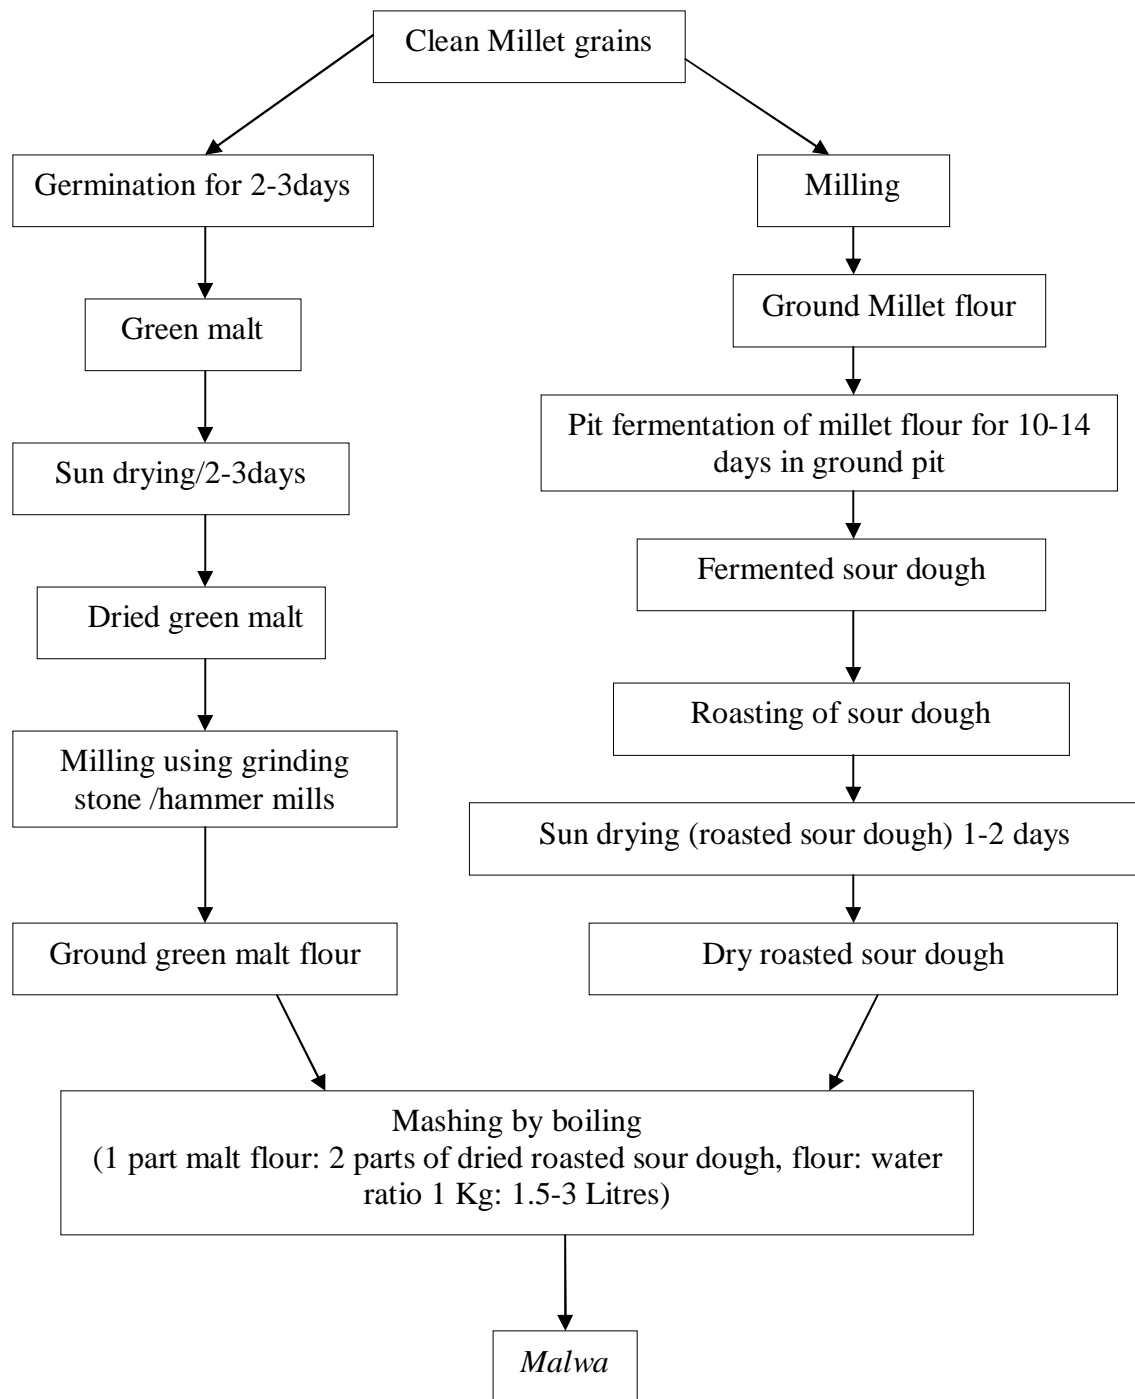 Clean Millet grains
Germination for 2-3days
Milling
Green malt
Ground Millet flour
Sun drying/2-3days
Pit fermentation of millet flour for 10-14
days in ground pit
Dried green malt
Fermented sour dough
Milling using grinding
stone /hammer mills
Roasting of sour dough
Sun drying (roasted sour dough) 1-2 days
Ground green malt flour
Dry roasted sour dough
Mashing by boiling
(1 part malt flour: 2 parts of dried roasted sour dough, flour: water
ratio 1 Kg: 1.5-3 Litres)
Malwa